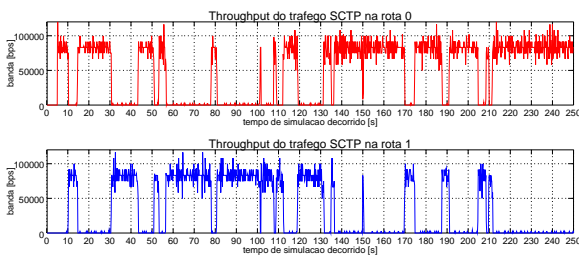 Throughput do trafego SCTP na rota 0
banda [bps]
100000
50000
0
0 10 20 30 40 50 60 70 80 90 100 110 120 130 140 150 160 170 180 190 200 210 220 230 240 250
tempo de simulacao decorrido [s]
Throughput do trafego SCTP na rota 1
banda [bps]
100000
50000
0
0 10 20 30 40 50 60 70 80 90 100 110 120 130 140 150 160 170 180 190 200 210 220 230 240 250
tempo de simulacao decorrido [s]